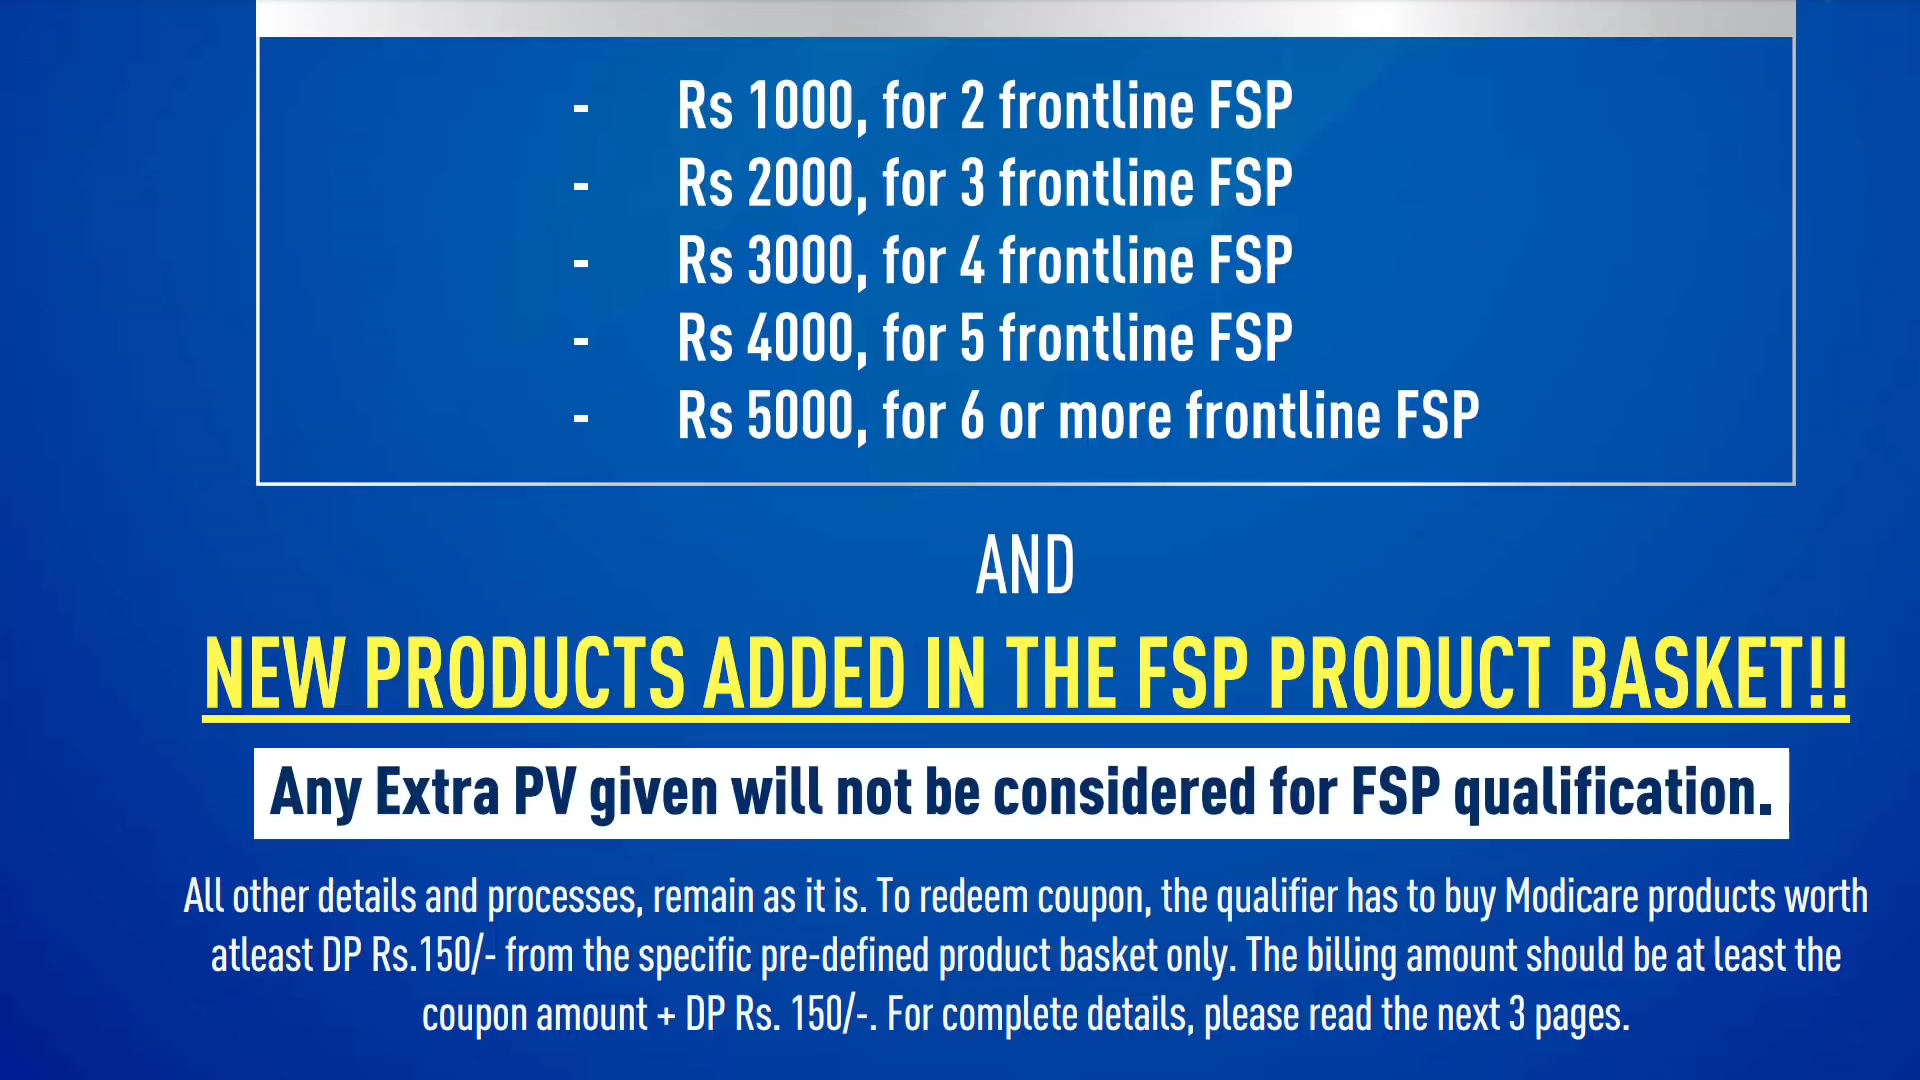 - Rs 1000, for 2 frontline FSP
- Rs 2000, for 3 frontline FSP
- Rs 3000, for 4 frontline FSP
- Rs 4000, for 5 frontline FSP
- Rs 5000, for 6 or more frontline FSP
AND
NEW PRODUCTS ADDED IN THE FSP PRODUCT BASKET!!
Any Extra PV given will not be considered for FSP qualification.
All other details and processes, remain as it is. To redeem coupon, the qualifier has to buy Modicare products worth
atleast DP Rs.150/- from the specific pre-defined product basket only. The billing amount should be at least the
coupon amount + DP Rs. 150/-. For complete details, please read the next 3 pages.